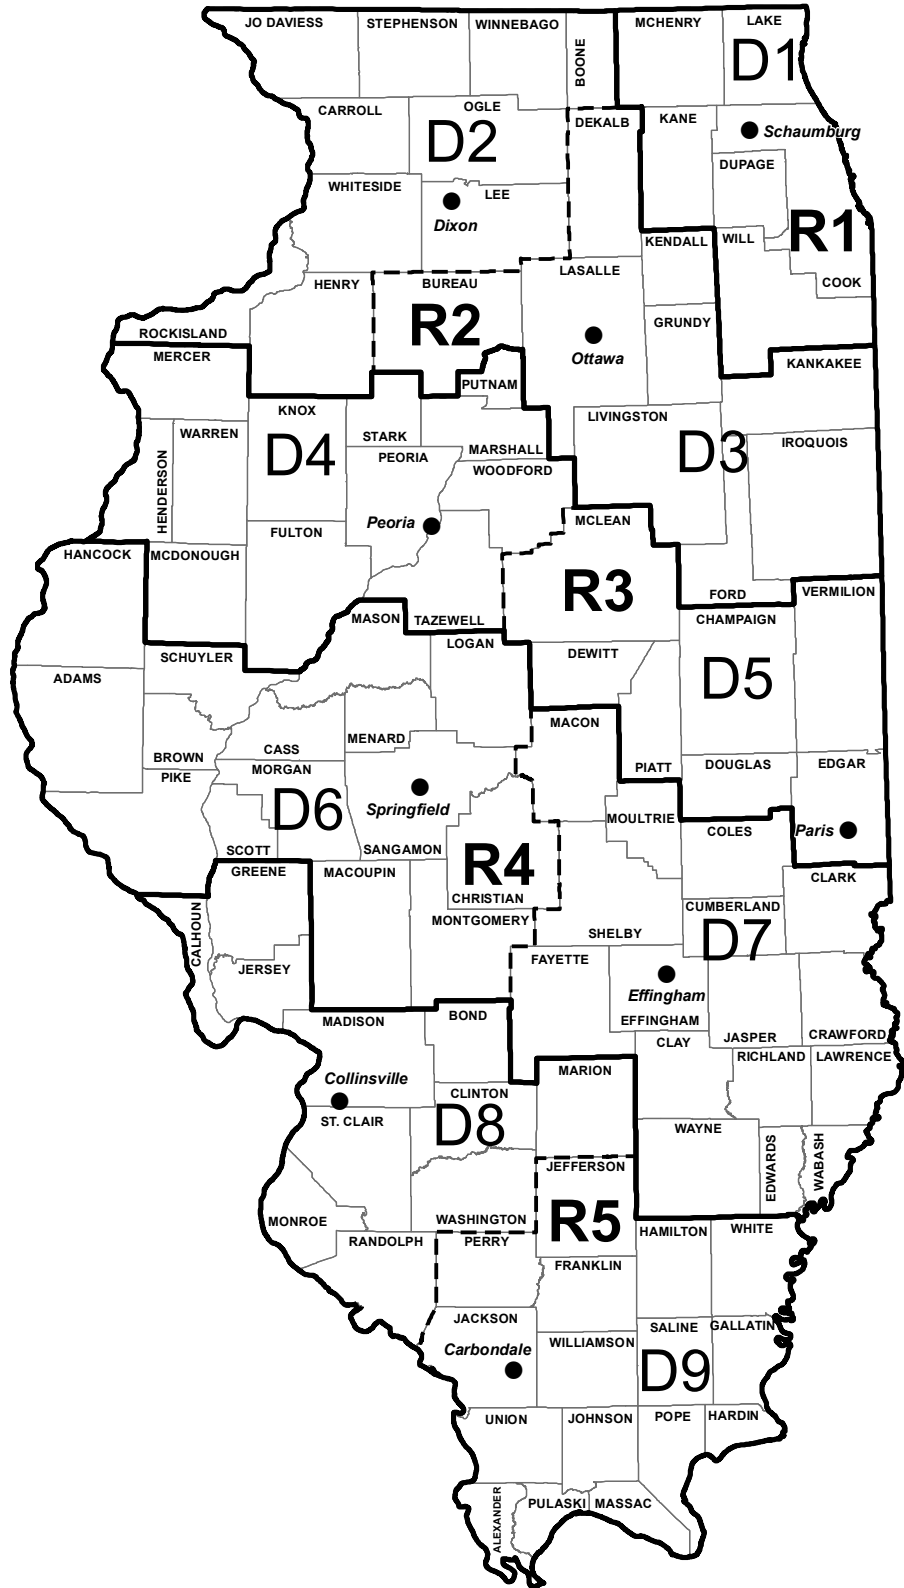 JO DAVIESS
STEPHENSON
WINNEBAGO
BOONE
MCHENRY
LAKE
D1
CARROLL
OGLE
D2
DEKALB
KANE
Schaumburg
DUPAGE
WHITESIDE
LEE
Dixon
R1
WILL
KENDALL
COOK
HENRY
BUREAU
LASALLE
R2
GRUNDY
ROCKISLAND
Ottawa
MERCER
KANKAKEE
PUTNAM
KNOX
LIVINGSTON
WARREN
STARK
D4
D3
IROQUOIS
MARSHALL
PEORIA
WOODFORD
HENDERSON
Peoria
MCLEAN
FULTON
HANCOCK
MCDONOUGH
R3
FORD
VERMILION
MASON
TAZEWELL
CHAMPAIGN
LOGAN
SCHUYLER
DEWITT
ADAMS
D5
MACON
MENARD
CASS
BROWN
PIKE
MORGAN
PIATT
DOUGLAS
EDGAR
Springfield
D6
MOULTRIE
COLES
Paris
SCOTT
SANGAMON
R4
GREENE
MACOUPIN
CLARK
CHRISTIAN
CUMBERLAND
MONTGOMERY
CALHOUN
SHELBY
D7
FAYETTE
JERSEY
Effingham
BOND
MADISON
EFFINGHAM
JASPER
CRAWFORD
CLAY
RICHLAND
LAWRENCE
MARION
Collinsville
CLINTON
ST. CLAIR
D8
WAYNE
EDWARDS
WABASH
JEFFERSON
MONROE
WASHINGTON
R5
HAMILTON
WHITE
RANDOLPH
PERRY
FRANKLIN
JACKSON
SALINE
GALLATIN
Carbondale
WILLIAMSON
D9
UNION
JOHNSON
POPE
HARDIN
ALEXANDER
PULASKI
MASSAC